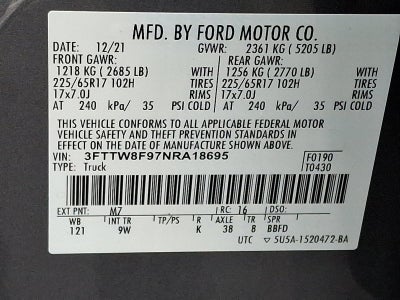 MFD. BY FORD MOTOR CO.
DATE: 12/21 GVWR: 2361 KG (5205 LB)
FRONT GAWR: REAR GAWR:
1218 KG (2685 LB) WITH 1256 KG (2770 LB) WITH
225/65R17 102H TIRES 225/65R17 102H TIRES
17x7.0J RIMS 17x7.0J RIMS
AT 240 kPa/ 35 PSI COLD AT 240 kPa/ 35 PSI COLD
THIS VEHICLE CONFORMS TO ALL APPLICABLE FEDERAL MOTOR
VEHICLE SAFETY AND THEFT PREVENTION STANDARDS IN
EFFECT ON THE DATE OF MANUFACTURE SHOWN ABOVE.
VIN: 3FTTW8F97NRA18695 F0190
TYPE: Truck T0430
EXT PNT: M7 RC: 16 DSO:
WB INT TR TP/PS R AXLE TR SPR
121 9W K 38 8 BBFD
UTC 5U5A-1520472-BA